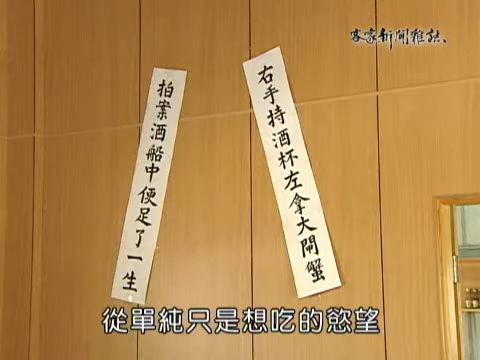 客家新聞雜誌
右手持酒杯左拿大閘蟹
拍案酒船中便足了一生
從單純只是想吃的慾望